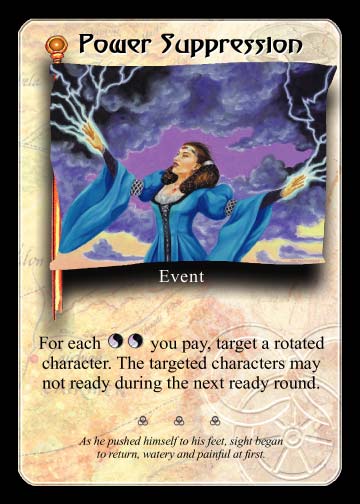 Power Suppression
Event
For each you pay, target a rotated
character. The targeted characters may
not ready during the next ready round.
As he pushed himself to his feet, sight began
to return, watery and painful at first.